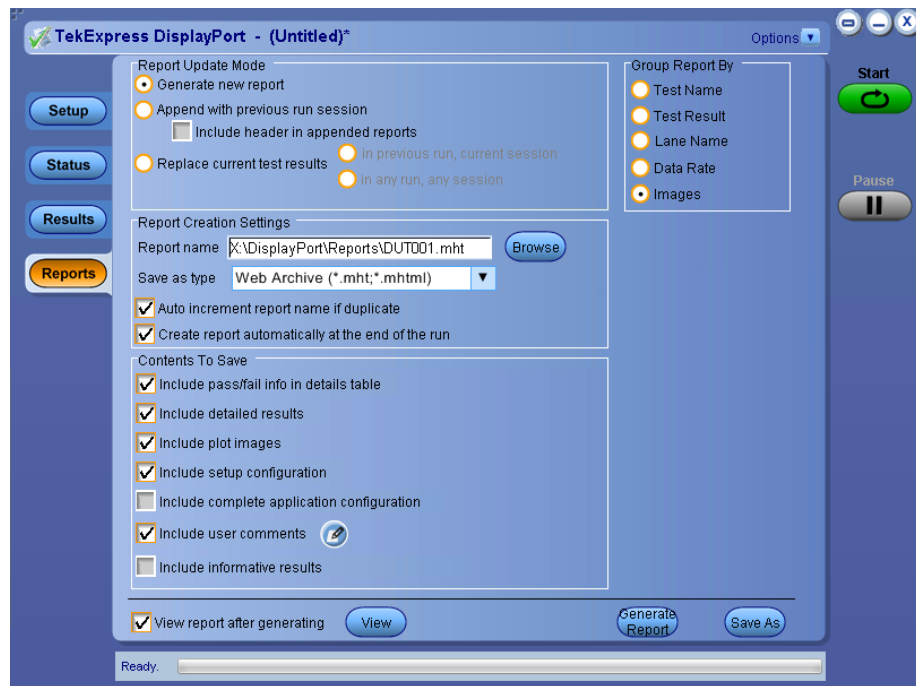 TekExpress DisplayPort - (Untitled)*
Options
Setup
Status
Results
Reports
Report Update Mode
Generate new report
Append with previous run session
Include header in appended reports
Replace current test results
In previous run, current session
In any run, any session
Group Report By
Test Name
Test Result
Lane Name
Data Rate
Images
Start
Pause
Report Creation Settings
Report name X:\DisplayPort\Reports\DUT001.mht Browse
Save as type Web Archive (*.mht;*.mhtml)
Auto increment report name if duplicate
Create report automatically at the end of the run
Contents To Save
Include pass/fail info in details table
Include detailed results
Include plot images
Include setup configuration
Include complete application configuration
Include user comments
Include informative results
View report after generating View
Generate
Report
Save As
Ready.